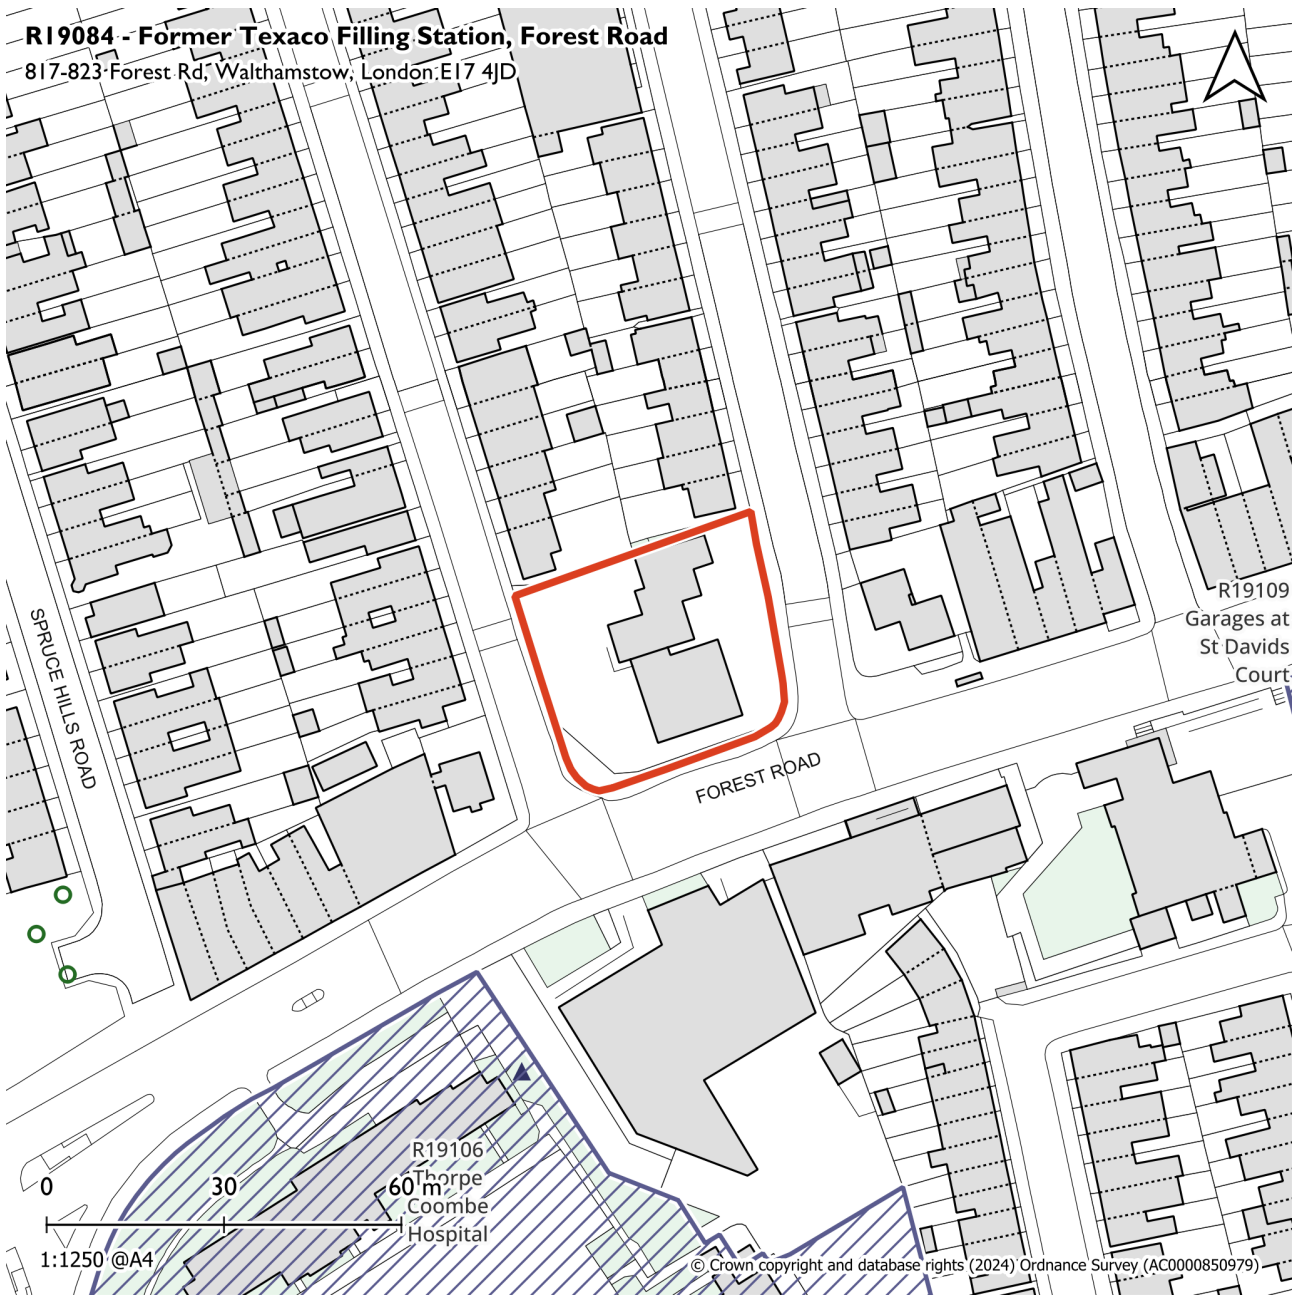 R19084 - Former Texaco Filling Station, Forest Road
817-823 Forest Rd, Walthamstow, London E17 4JD
R19109
Garages at
St Davids
Court
SPRUCE HILLS ROAD
FOREST ROAD
R19106
Thorpe
Coombe
Hospital
0 30 60 m
1:1250 @A4
© Crown copyright and database rights (2024) Ordnance Survey (AC0000850979)